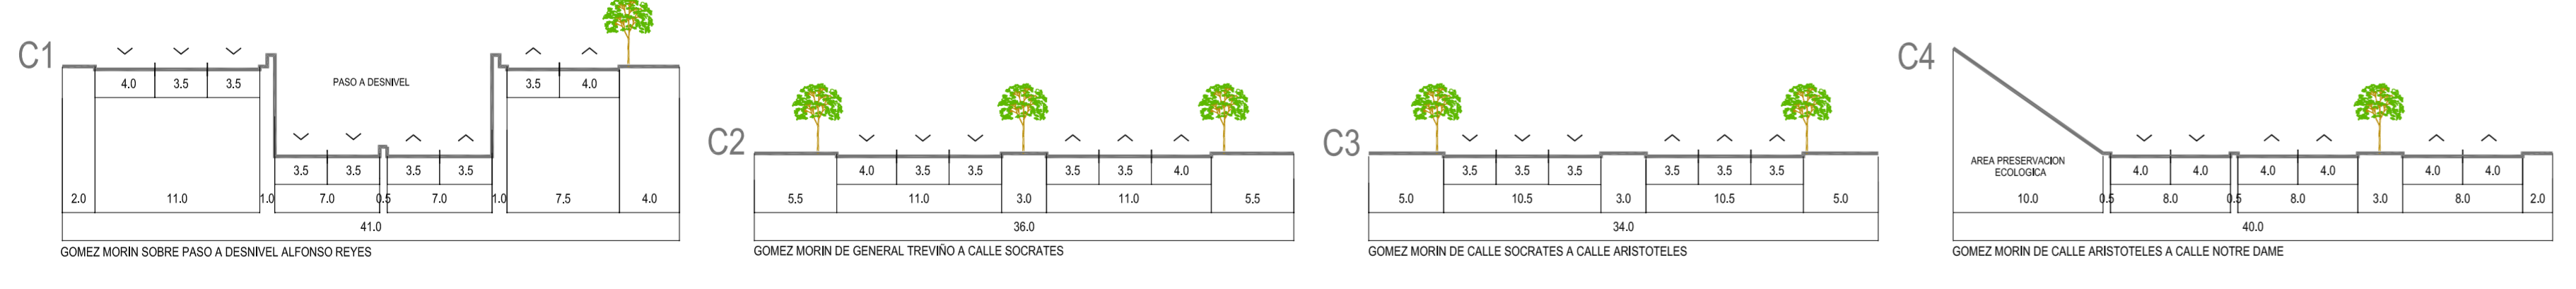 C1
4.0 3.5 3.5
PASO A DESNIVEL
3.5 4.0
3.5 3.5 3.5 3.5
2.0 11.0 1.0 7.0 0.5 7.0 1.0 7.5 4.0
41.0
GOMEZ MORIN SOBRE PASO A DESNIVEL ALFONSO REYES
C2
4.0 3.5 3.5 3.5 3.5 4.0
5.5 11.0 3.0 11.0 5.5
36.0
GOMEZ MORIN DE GENERAL TREVIÑO A CALLE SOCRATES
C3
3.5 3.5 3.5 3.5 3.5 3.5
5.0 10.5 3.0 10.5 5.0
34.0
GOMEZ MORIN DE CALLE SOCRATES A CALLE ARISTOTELES
C4
AREA PRESERVACION
ECOLOGICA
4.0 4.0 4.0 4.0 4.0 4.0
10.0 0.5 8.0 0.5 8.0 3.0 8.0 2.0
40.0
GOMEZ MORIN DE CALLE ARISTOTELES A CALLE NOTRE DAME